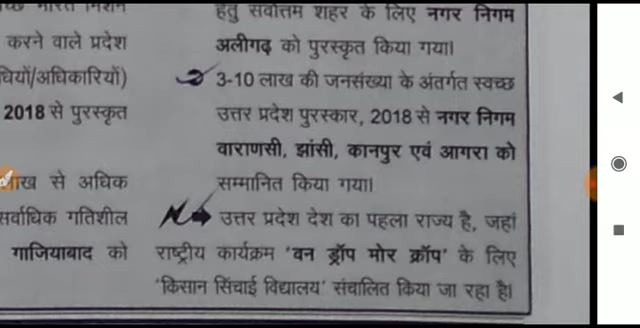 च्छ भारत मिशन
करने वाले प्रदेश
धियों/अधिकारियों)
2018 से पुरस्कृत
लाख से अधिक
सर्वाधिक गतिशील
गाजियाबाद को
हेतु सर्वोत्तम शहर के लिए नगर निगम
अलीगढ़ को पुरस्कृत किया गया।
3-10 लाख की जनसंख्या के अंतर्गत स्वच्छ
उत्तर प्रदेश पुरस्कार, 2018 से नगर निगम
वाराणसी, झांसी, कानपुर एवं आगरा को
सम्मानित किया गया।
उत्तर प्रदेश देश का पहला राज्य है, जहां
राष्ट्रीय कार्यक्रम 'वन ड्रॉप मोर क्रॉप' के लिए
'किसान सिंचाई विद्यालय' संचालित किया जा रहा है।